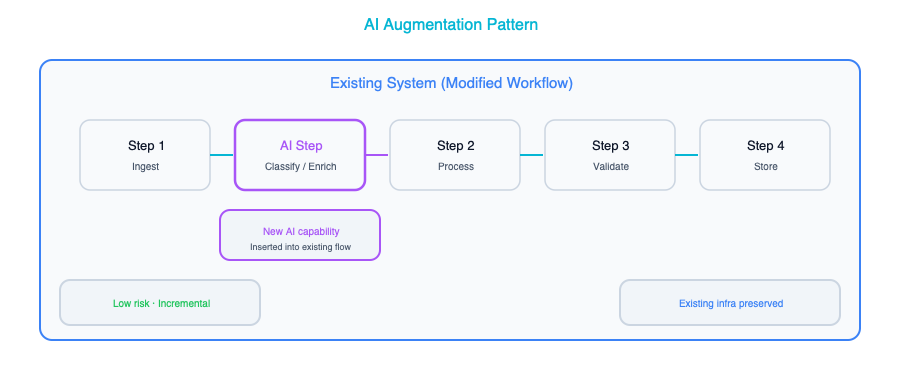 AI Augmentation Pattern
Existing System (Modified Workflow)
Step 1
Ingest
AI Step
Classify / Enrich
Step 2
Process
Step 3
Validate
Step 4
Store
New AI capability
Inserted into existing flow
Low risk · Incremental
Existing infra preserved